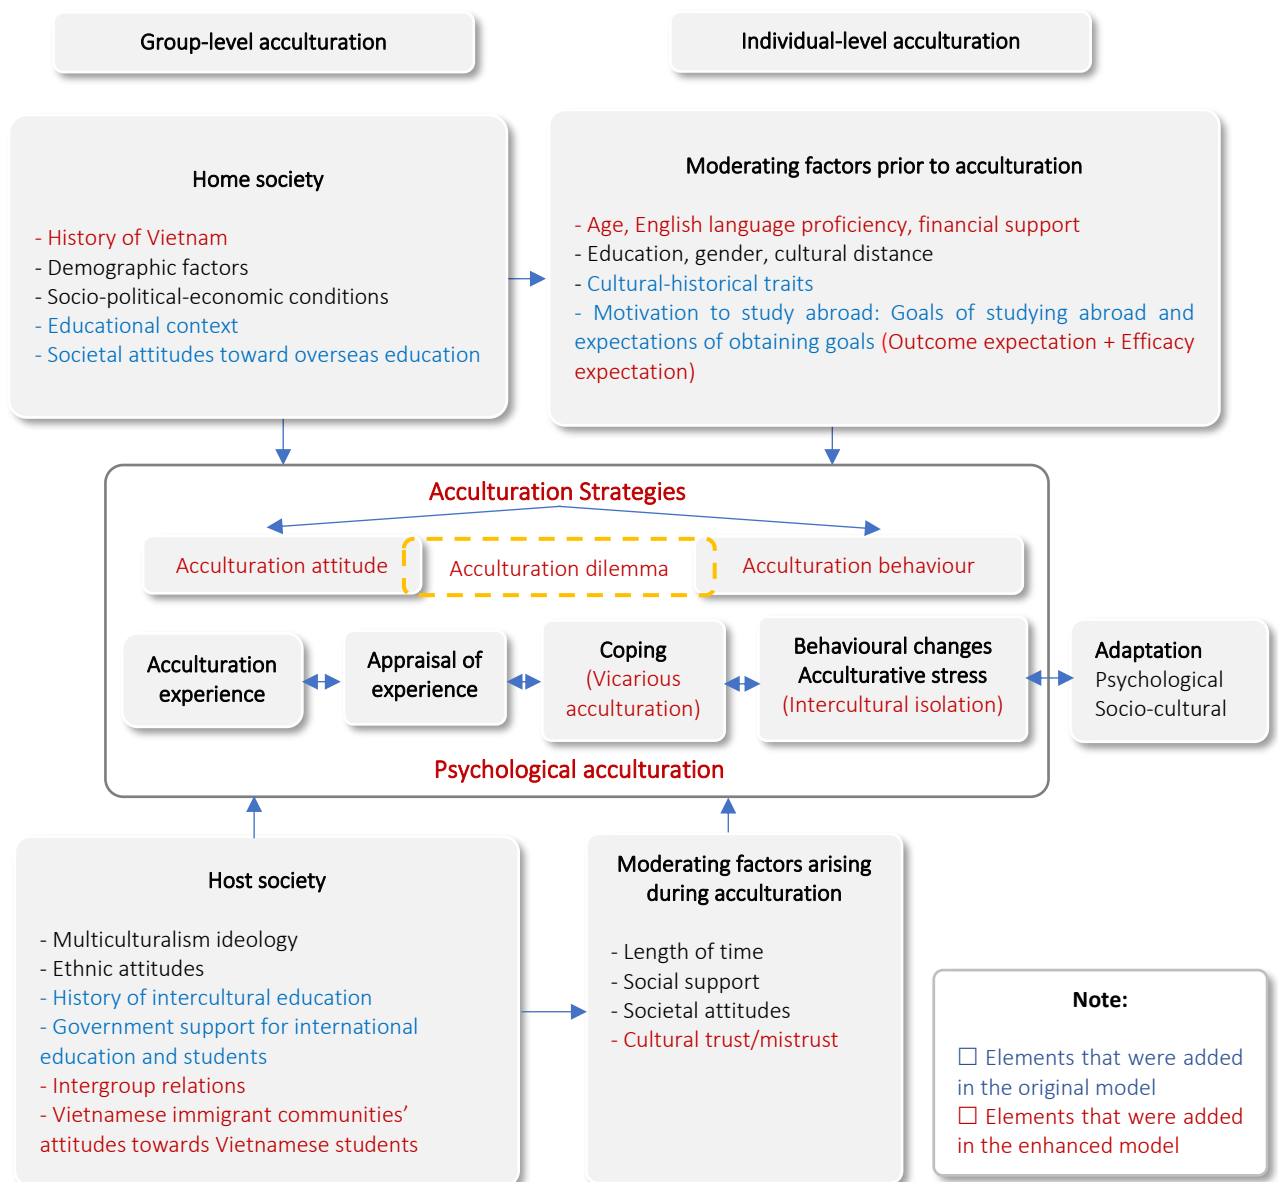 Group-level acculturation
Individual-level acculturation
Home society
- History of Vietnam
- Demographic factors
- Socio-political-economic conditions
- Educational context
- Societal attitudes toward overseas education
Moderating factors prior to acculturation
- Age, English language proficiency, financial support
- Education, gender, cultural distance
- Cultural-historical traits
- Motivation to study abroad: Goals of studying abroad and
expectations of obtaining goals (Outcome expectation + Efficacy
expectation)
Acculturation Strategies
Acculturation attitude
Acculturation dilemma
Acculturation behaviour
Acculturation
experience
Appraisal of
experience
Coping
(Vicarious
acculturation)
Behavioural changes
Acculturative stress
(Intercultural isolation)
Adaptation
Psychological
Socio-cultural
Psychological acculturation
Host society
- Multiculturalism ideology
- Ethnic attitudes
- History of intercultural education
- Government support for international
education and students
- Intergroup relations
- Vietnamese immigrant communities’
attitudes towards Vietnamese students
Moderating factors arising
during acculturation
- Length of time
- Social support
- Societal attitudes
- Cultural trust/mistrust
Note:
☐ Elements that were added
in the original model
☐ Elements that were added
in the enhanced model